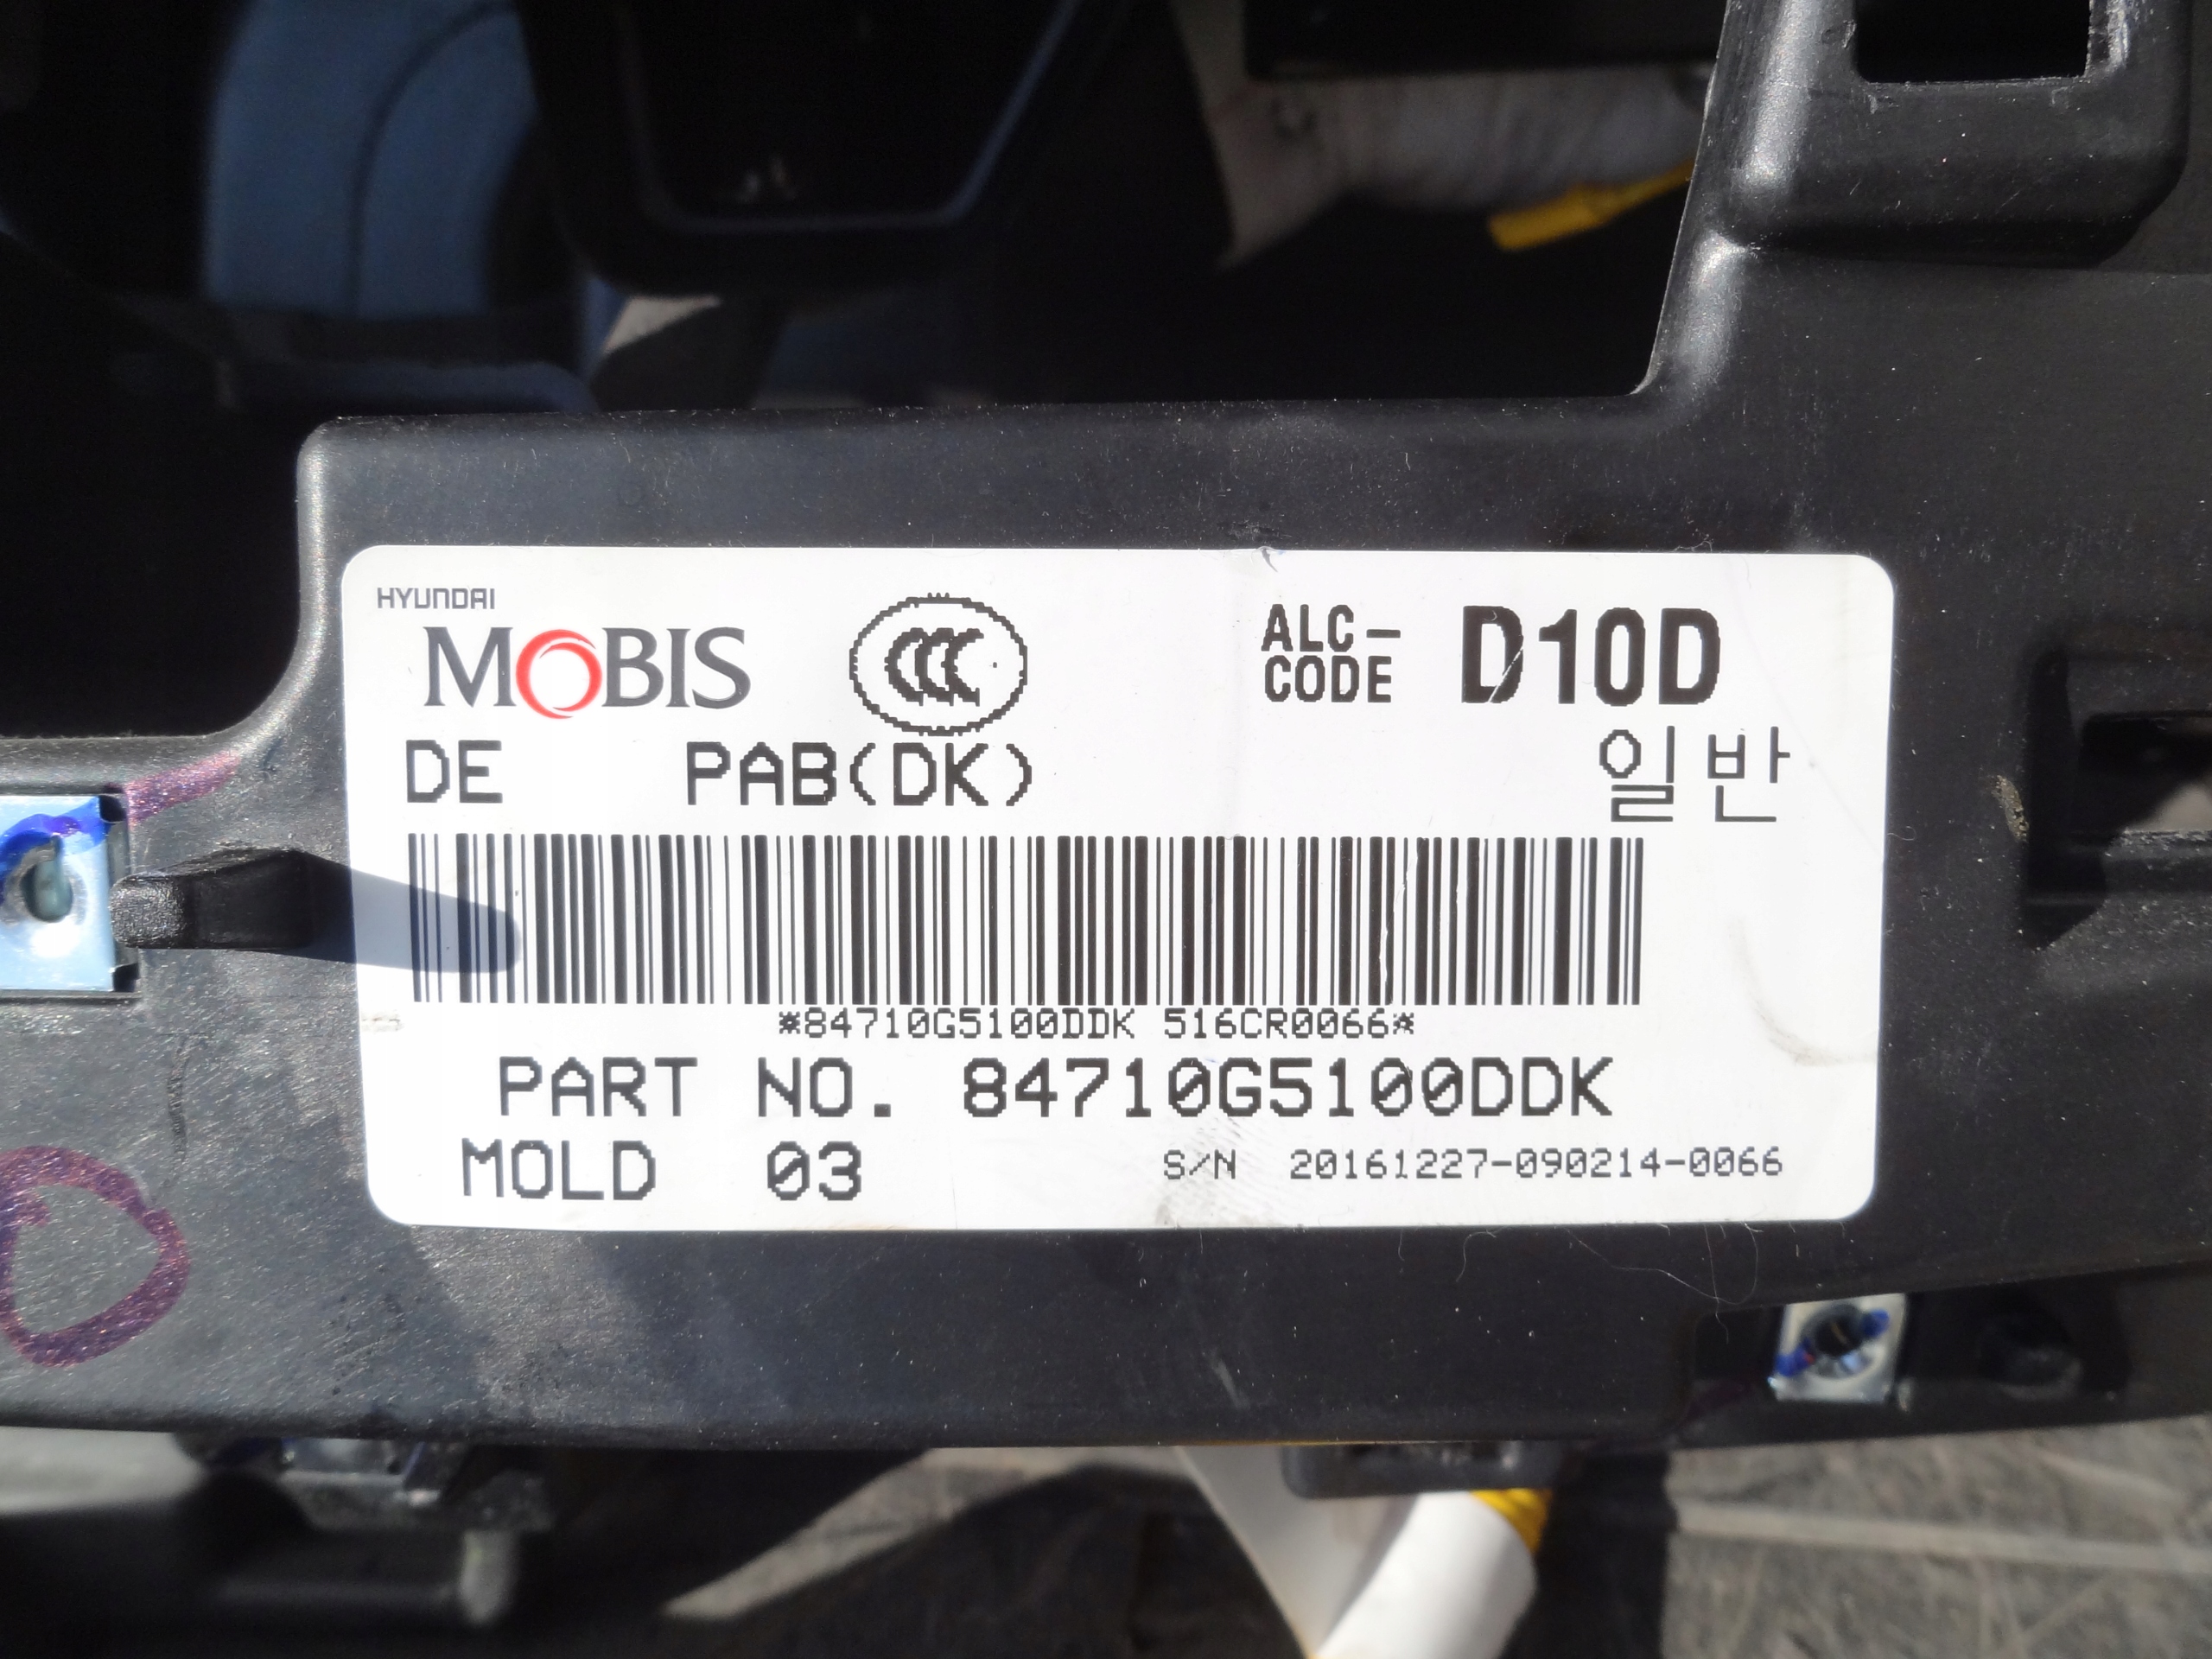 HYUNDAI
MOBIS
CCC
ALC-
CODE
D10D
DE PAB(DK)
일반
*84710G5100DDK 516CR0066*
PART NO. 84710G5100DDK
MOLD 03
S/N 20161227-090214-0066